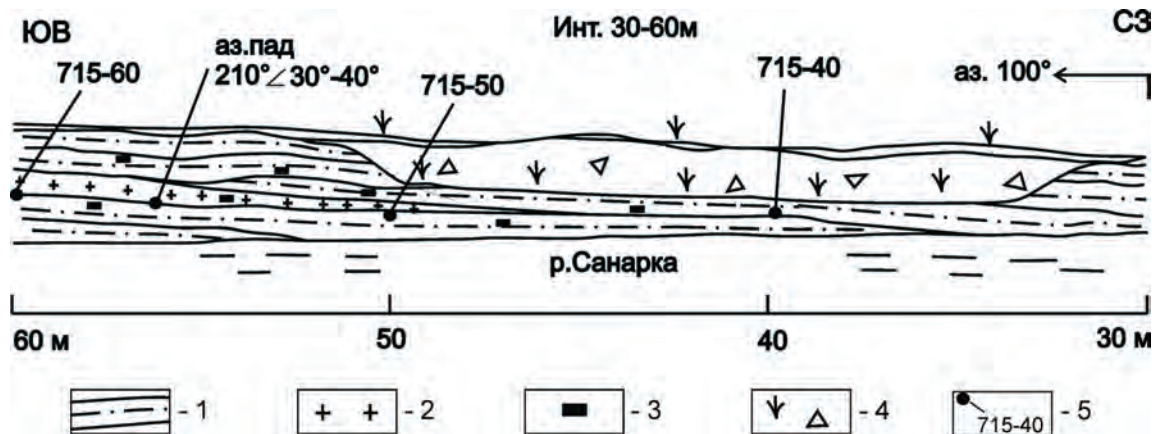 ЮВ
Инт. 30-60м
СЗ
аз.пад
210°∠30°-40°
715-60
715-50
715-40
аз. 100°
р.Санарка
60 м
50
40
30 м
- 1
- 2
- 3
- 4
- 5
715-40